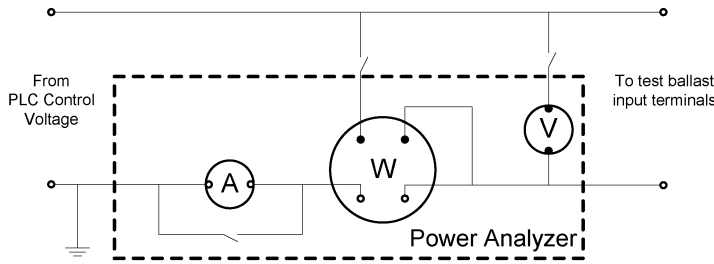 From
PLC Control
Voltage
To test ballast
input terminals
A
W
V
Power Analyzer